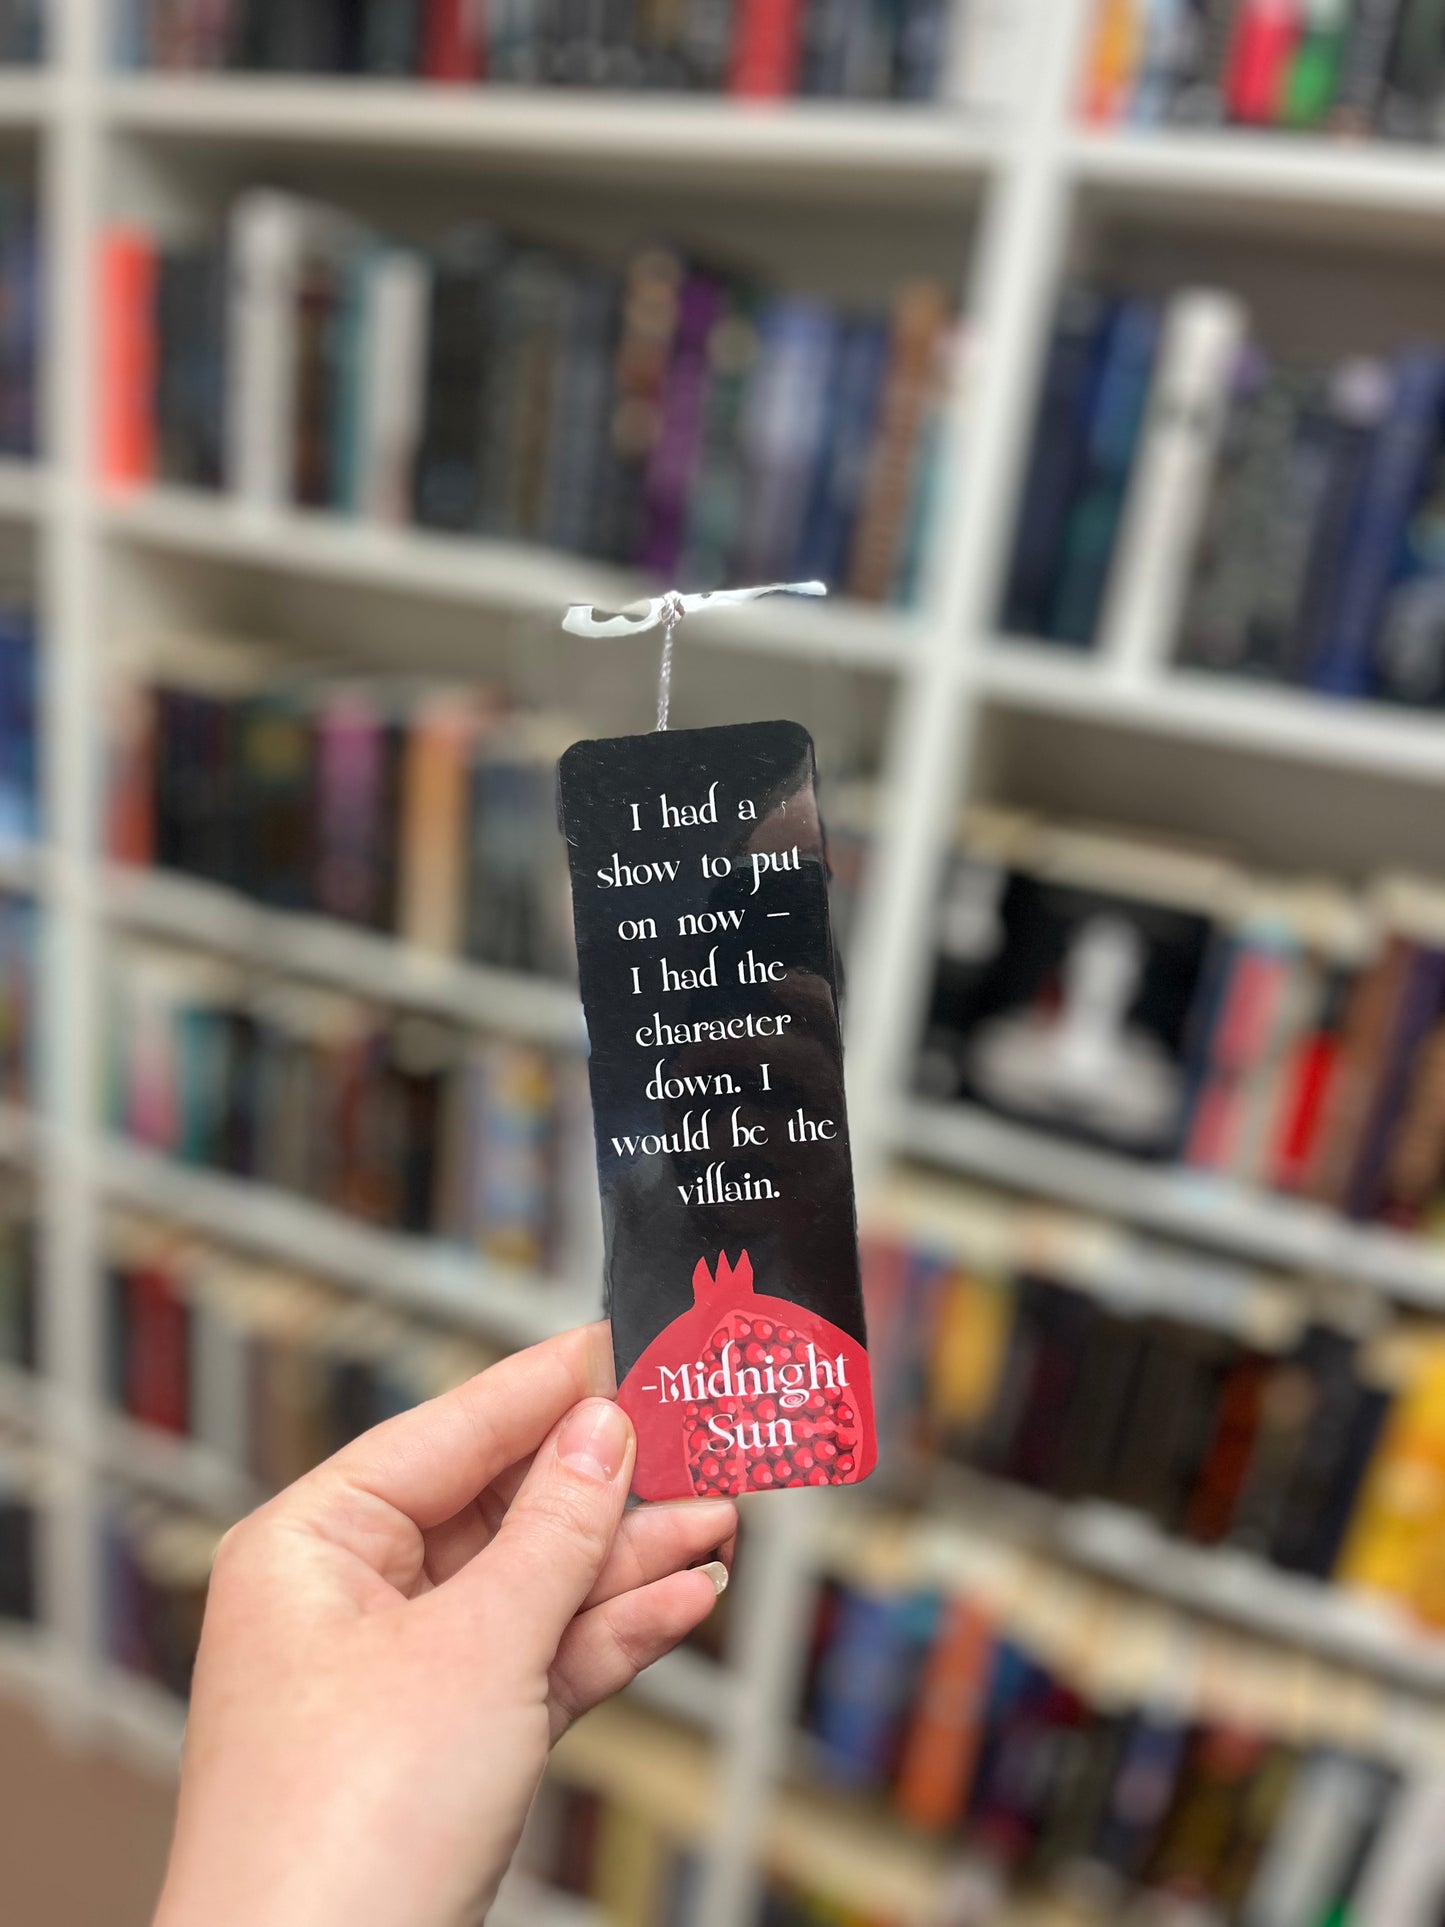 I had a
show to put
on now –
I had the
character
down. I
would be the
villain.
-Midnight
Sun